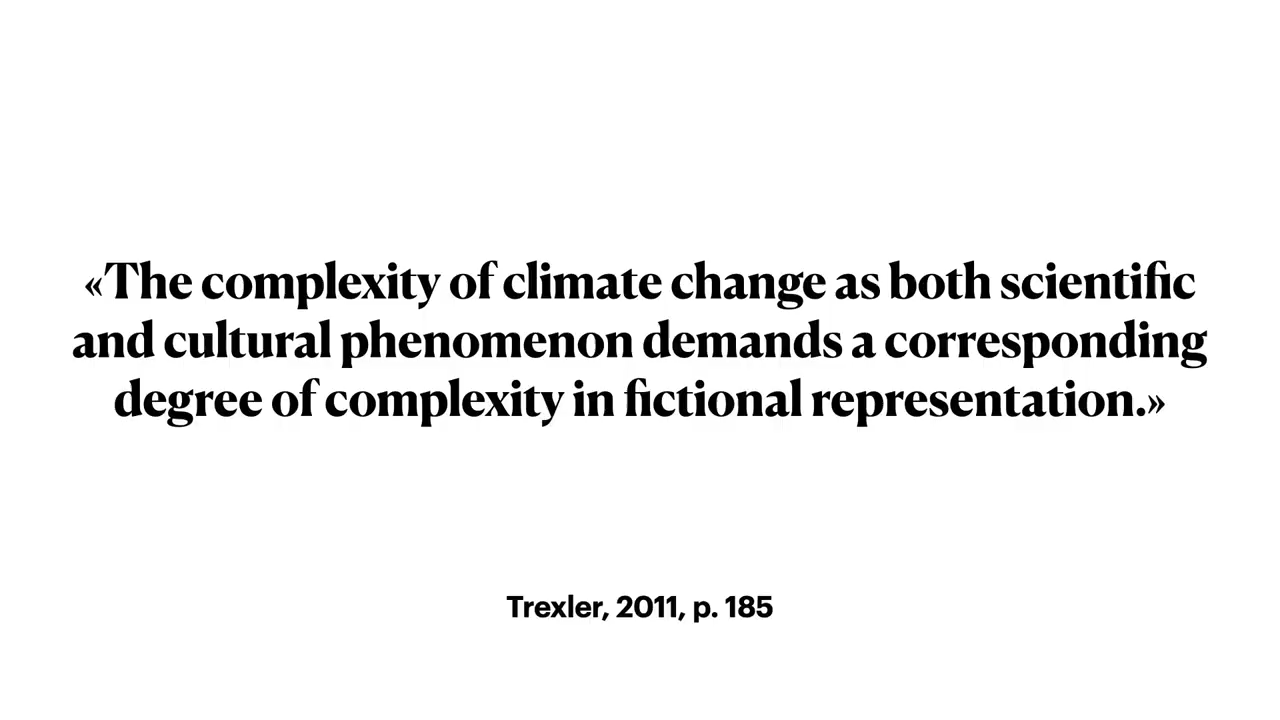 «The complexity of climate change as both scientific
and cultural phenomenon demands a corresponding
degree of complexity in fictional representation.»
Trexler, 2011, p. 185